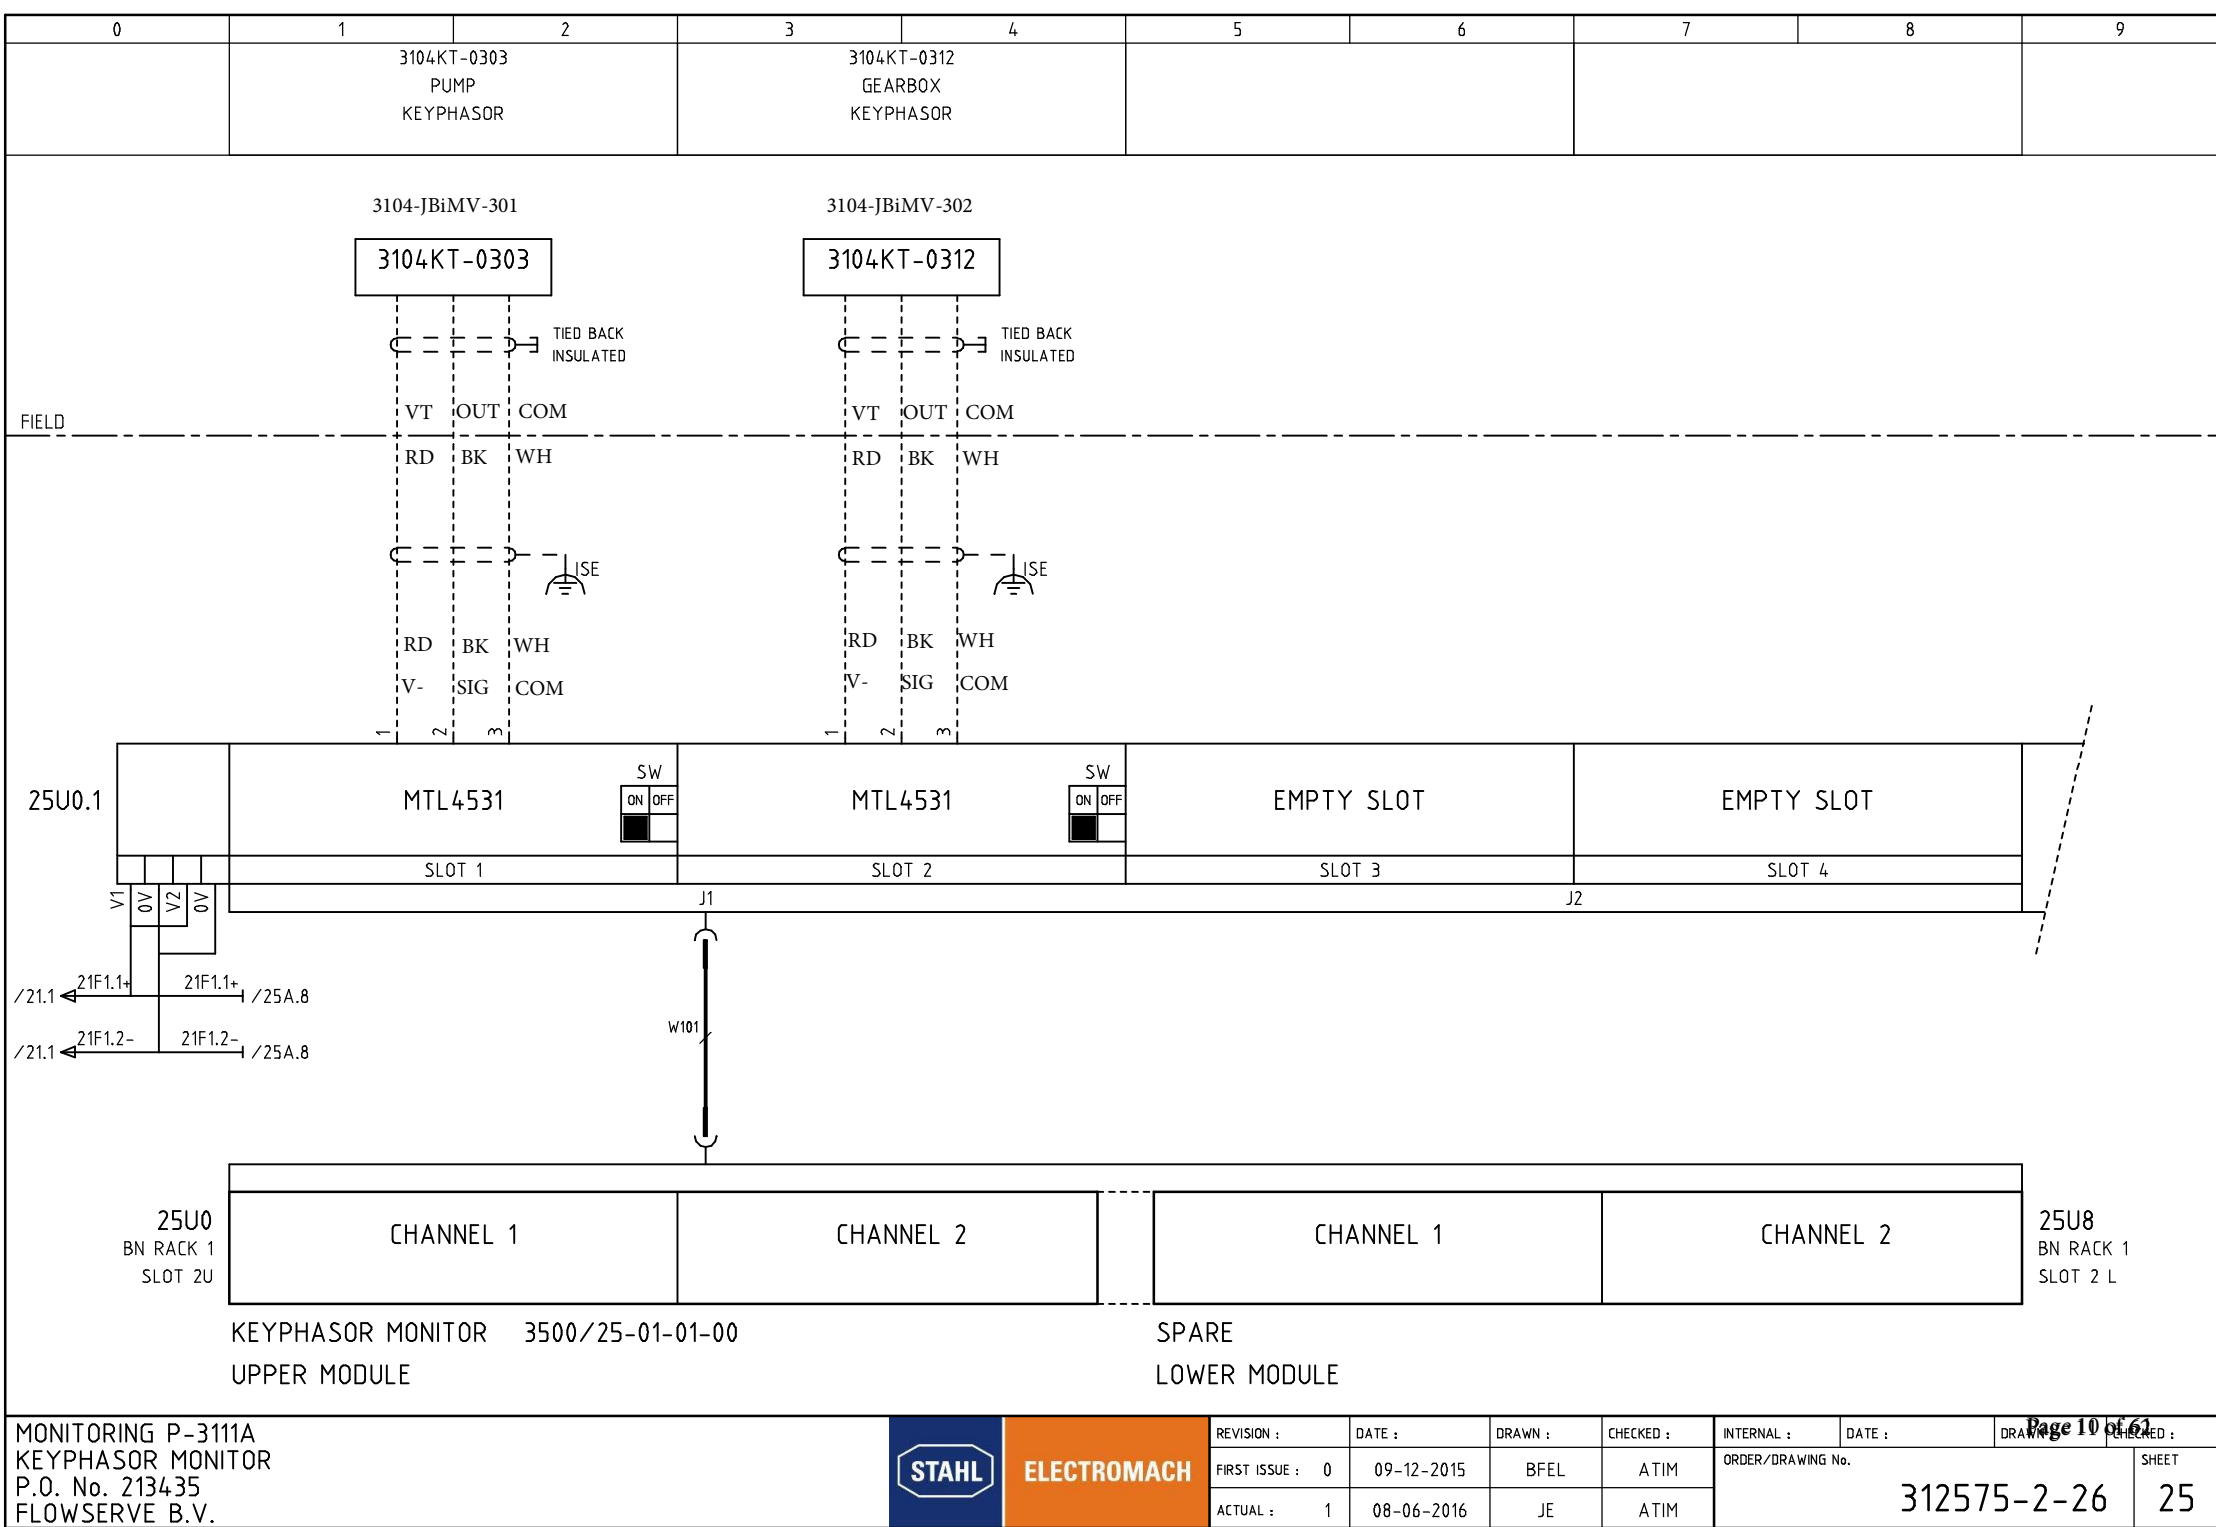 0 1 2 3 4 5 6 7 8 9
3104KT-0303
PUMP
KEYPHASOR
3104KT-0312
GEARBOX
KEYPHASOR
3104-JBiMV-301 3104-JBiMV-302
3104KT-0303 3104KT-0312
TIED BACK
INSULATED
TIED BACK
INSULATED
VT OUT COM VT OUT COM
FIELD
RD BK WH RD BK WH
ISE ISE
RD BK WH RD BK WH
V- SIG COM V- SIG COM
1 2 3 1 2 3
25U0.1
MTL4531
SW
ON OFF
MTL4531
SW
ON OFF
EMPTY SLOT
EMPTY SLOT
SLOT 1 SLOT 2 SLOT 3 SLOT 4
V1 0V V2 0V
J1 J2
/21.1 21F1.1+ 21F1.1+ /25A.8
/21.1 21F1.2- 21F1.2- /25A.8
W101
25U0
BN RACK 1
SLOT 2U
CHANNEL 1 CHANNEL 2 CHANNEL 1 CHANNEL 2
25U8
BN RACK 1
SLOT 2 L
KEYPHASOR MONITOR 3500/25-01-01-00
UPPER MODULE
SPARE
LOWER MODULE
MONITORING P-3111A
KEYPHASOR MONITOR
P.O. No. 213435
FLOWSERVE B.V.
STAHL ELECTROMACH
REVISION : DATE : DRAWN : CHECKED :
FIRST ISSUE : 0 09-12-2015 BFEL ATIM
ACTUAL : 1 08-06-2016 JE ATIM
INTERNAL : DATE :
ORDER/DRAWING No.
312575-2-26
SHEET
25